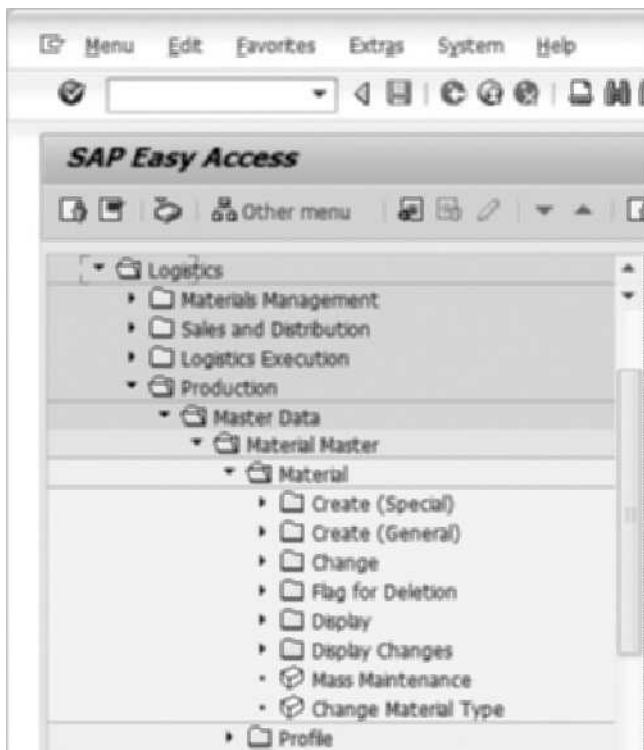 Menu Edit Favorites Extras System Help
SAP Easy Access
Other menu
Logistics
Materials Management
Sales and Distribution
Logistics Execution
Production
Master Data
Material Master
Material
Create (Special)
Create (General)
Change
Flag for Deletion
Display
Display Changes
Mass Maintenance
Change Material Type
Profile